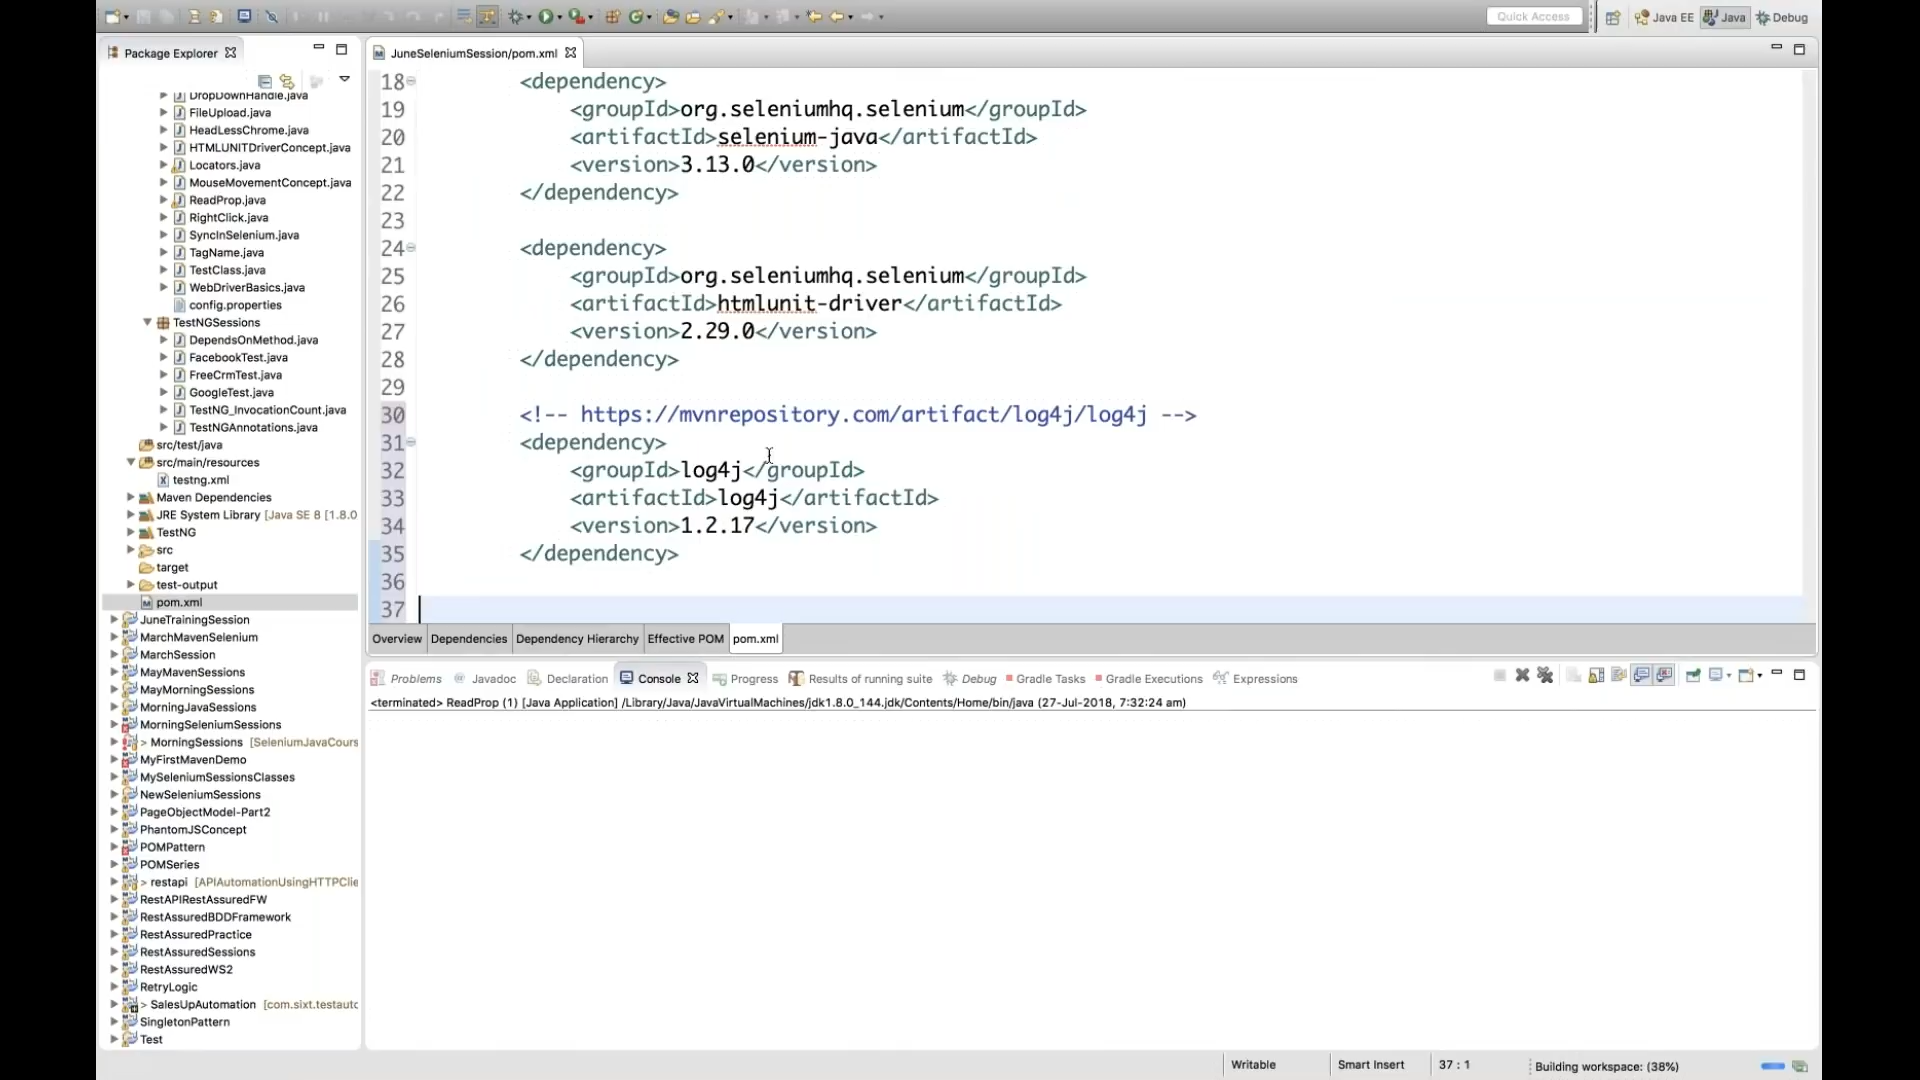 Quick Access
Java EE
Java
Debug
Package Explorer
DropDownHandle.java
FileUpload.java
HeadLessChrome.java
HTMLUNITDriverConcept.java
Locators.java
MouseMovementConcept.java
ReadProp.java
RightClick.java
SyncInSelenium.java
TagName.java
TestClass.java
WebDriverBasics.java
config.properties
TestNGSessions
DependsOnMethod.java
FacebookTest.java
FreeCrmTest.java
GoogleTest.java
TestNG_InvocationCount.java
TestNGAnnotations.java
src/test/java
src/main/resources
testng.xml
Maven Dependencies
JRE System Library [Java SE 8 [1.8.0
TestNG
src
target
test-output
pom.xml
JuneTrainingSession
MarchMavenSelenium
MarchSession
MayMavenSessions
MayMorningSessions
MorningJavaSessions
MorningSeleniumSessions
> MorningSessions [SeleniumJavaCours
MyFirstMavenDemo
MySeleniumSessionsClasses
NewSeleniumSessions
PageObjectModel-Part2
PhantomJSConcept
POMPattern
POMSeries
> restapi [APIAutomationUsingHTTPClie
RestAPIRestAssuredFW
RestAssuredBDDFramework
RestAssuredPractice
RestAssuredSessions
RestAssuredWS2
RetryLogic
> SalesUpAutomation [com.sixt.testautc
SingletonPattern
Test
JuneSeleniumSession/pom.xml
18 <dependency>
19 <groupId>org.seleniumhq.selenium</groupId>
20 <artifactId>selenium-java</artifactId>
21 <version>3.13.0</version>
22 </dependency>
23
24 <dependency>
25 <groupId>org.seleniumhq.selenium</groupId>
26 <artifactId>htmlunit-driver</artifactId>
27 <version>2.29.0</version>
28 </dependency>
29
30 <!-- https://mvnrepository.com/artifact/log4j/log4j -->
31 <dependency>
32 <groupId>log4j</groupId>
33 <artifactId>log4j</artifactId>
34 <version>1.2.17</version>
35 </dependency>
36
37
Overview Dependencies Dependency Hierarchy Effective POM pom.xml
Problems @ Javadoc Declaration Console Progress Results of running suite Debug Gradle Tasks Gradle Executions Expressions
<terminated> ReadProp (1) [Java Application] /Library/Java/JavaVirtualMachines/jdk1.8.0_144.jdk/Contents/Home/bin/java (27-Jul-2018, 7:32:24 am)
Writable Smart Insert 37 : 1 Building workspace: (38%)